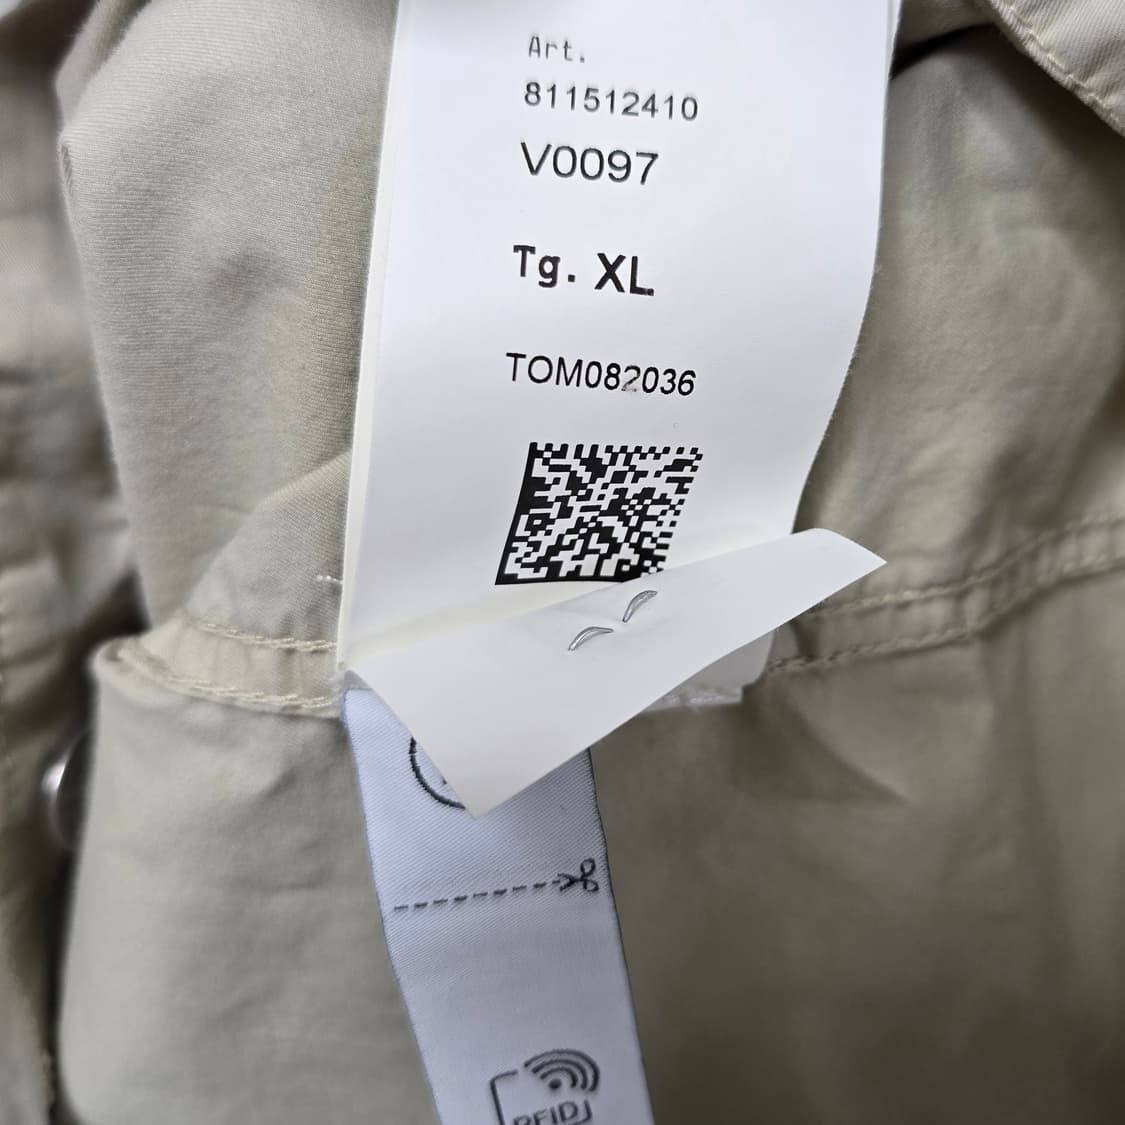 Art.
811512410
V0097
Tg. XL
TOM082036
RFID